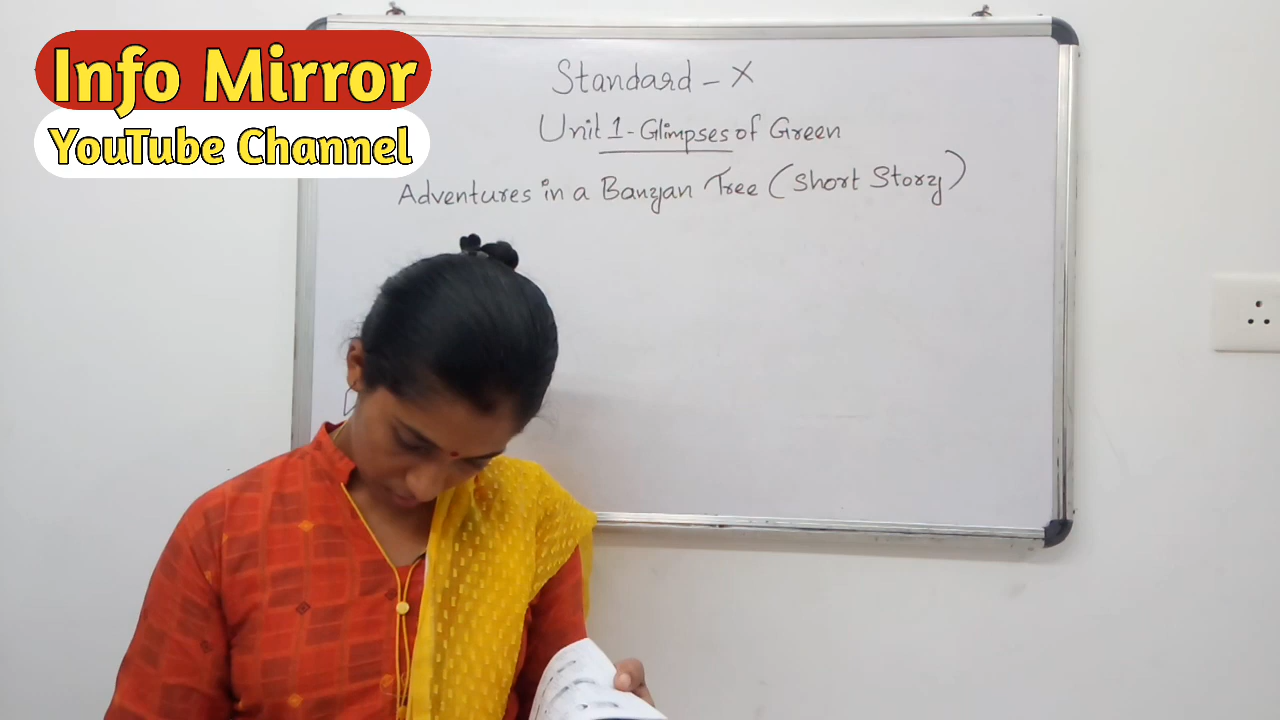 Info Mirror
YouTube Channel
Standard - X
Unit 1 - Glimpses of Green
Adventures in a Banyan Tree (Short Story)